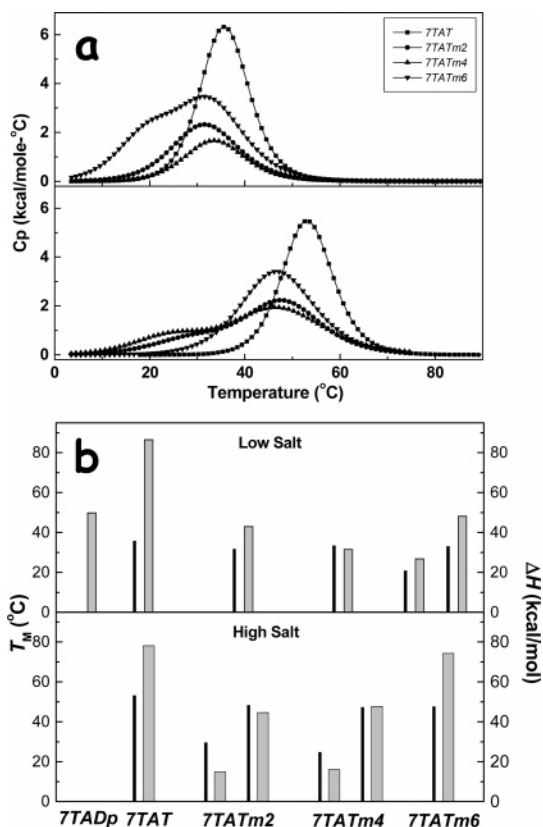 a
7TAT
7TATm2
7TATm4
7TATm6
6
4
2
0
6
4
2
0
Cp (kcal/mole-°C)
0 20 40 60 80
Temperature (°C)
b
Low Salt
80
60
40
20
0
80
60
40
20
0
High Salt
80
60
40
20
0
80
60
40
20
0
TM (°C)
ΔH (kcal/mol)
7TADp 7TAT 7TATm2 7TATm4 7TATm6